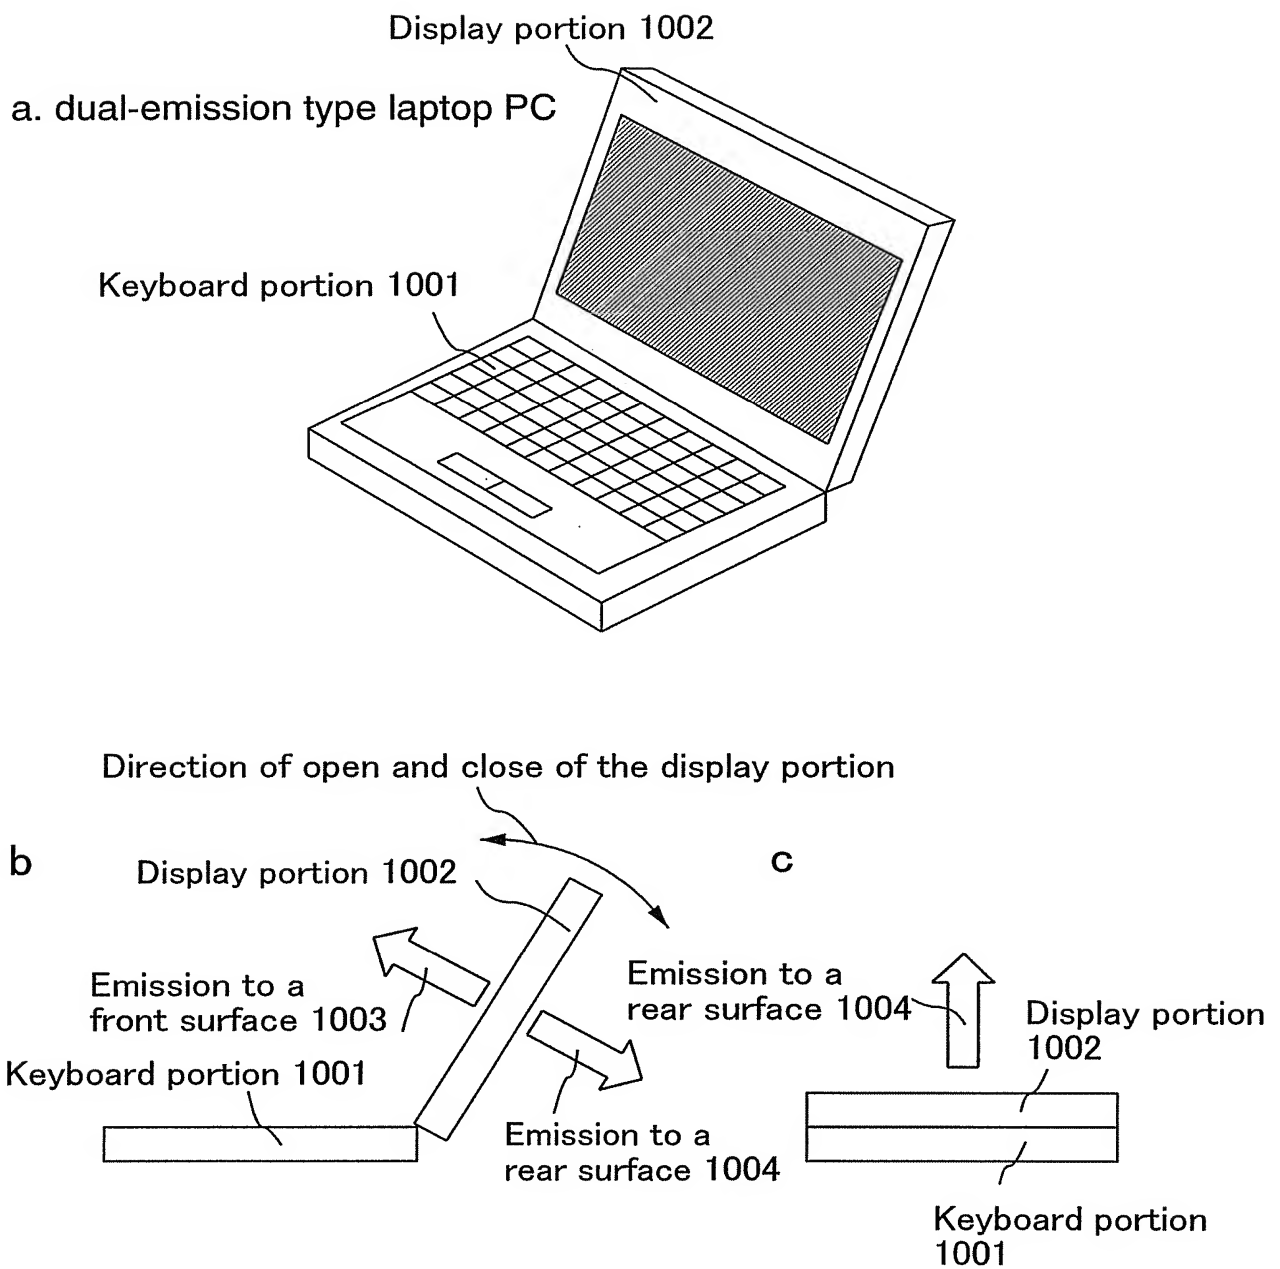 Display portion 1002
a. dual-emission type laptop PC
Keyboard portion 1001
Direction of open and close of the display portion
b
Display portion 1002
Emission to a
front surface 1003
Keyboard portion 1001
Emission to a
rear surface 1004
c
Emission to a
rear surface 1004
Display portion
1002
Keyboard portion
1001